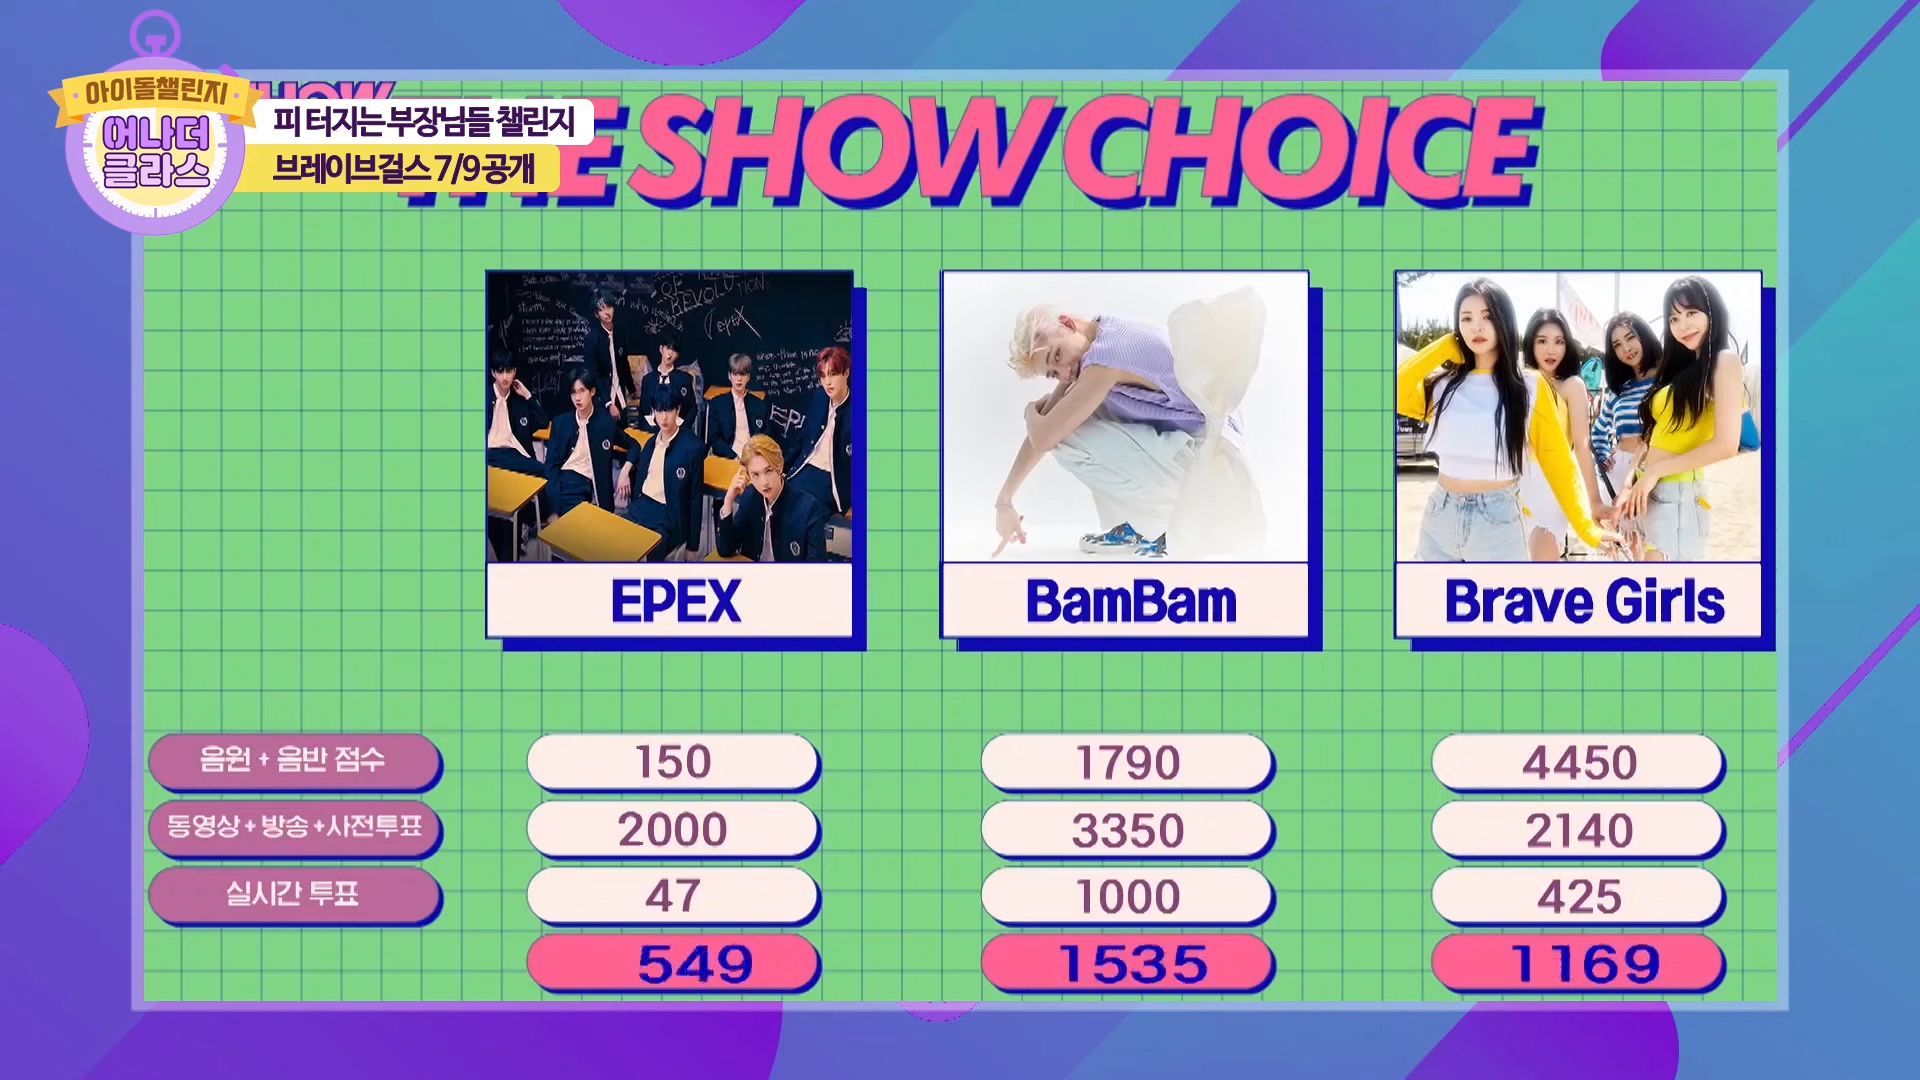 아이돌챌린지
어나더
클라스
피 터지는 부장님들 챌린지
브레이브걸스 7/9 공개
SHOW
THE SHOW CHOICE
EPEX
BamBam
Brave Girls
음원 + 음반 점수
150
1790
4450
동영상 + 방송 + 사전투표
2000
3350
2140
실시간 투표
47
1000
425
549
1535
1169